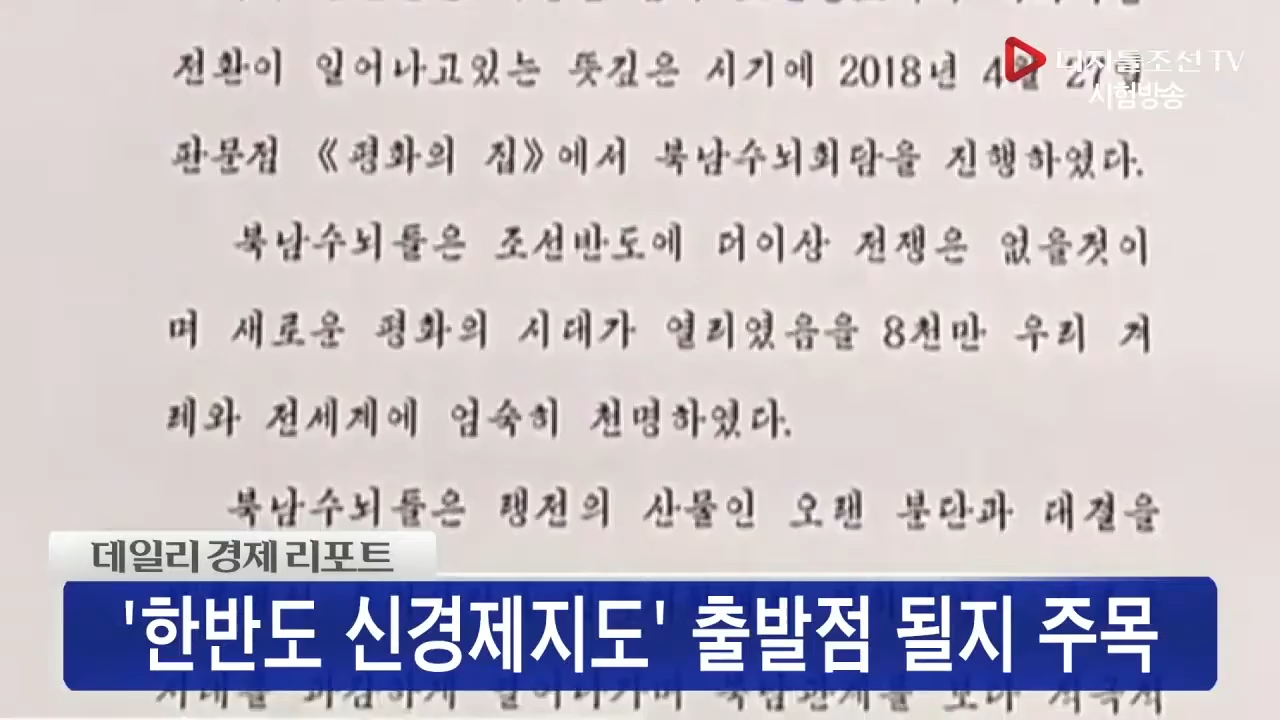 전환이 일어나고있는 뜻깊은 시기에 2018년 4월 27일
디지틀조선TV
시험방송
판문점 《평화의 집》에서 북남수뇌회담을 진행하였다.
북남수뇌들은 조선반도에 더이상 전쟁은 없을것이
며 새로운 평화의 시대가 열리였음을 8천만 우리 겨
레와 전세계에 엄숙히 천명하였다.
북남수뇌들은 랭전의 산물인 오랜 분단과 대결을
데일리 경제 리포트
'한반도 신경제지도' 출발점 될지 주목